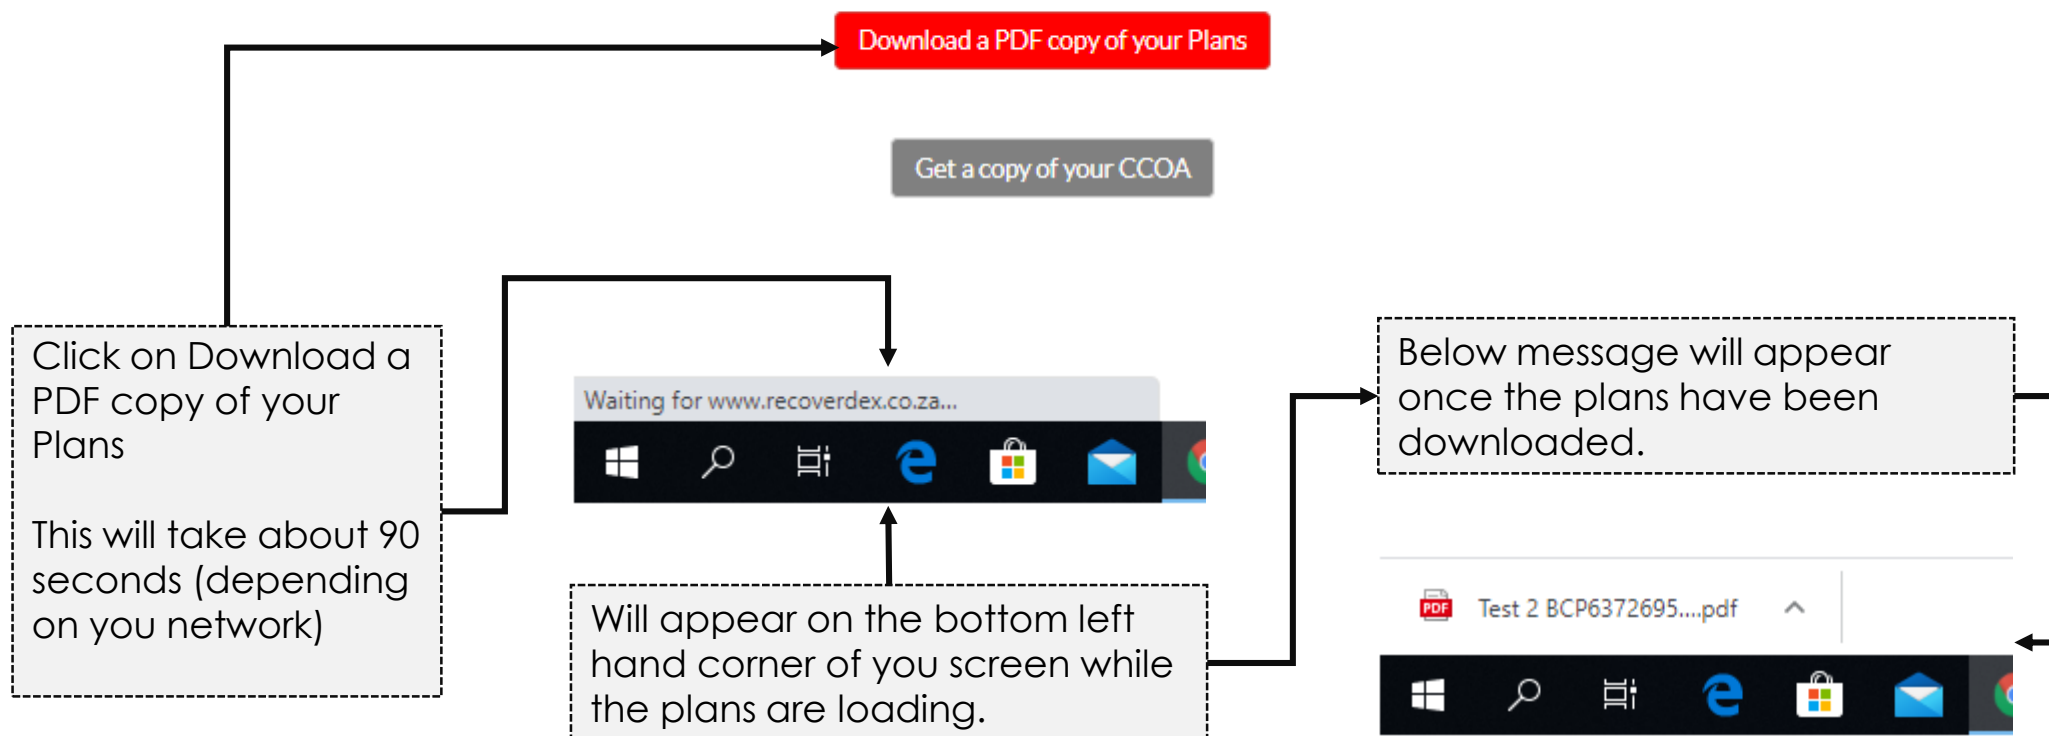 Download a PDF copy of your Plans
Get a copy of your CCOA
Click on Download a
PDF copy of your
Plans
This will take about 90
seconds (depending
on you network)
Waiting for www.recoverdex.co.za...
Will appear on the bottom left
hand corner of you screen while
the plans are loading.
Below message will appear
once the plans have been
downloaded.
PDF
Test 2 BCP6372695....pdf